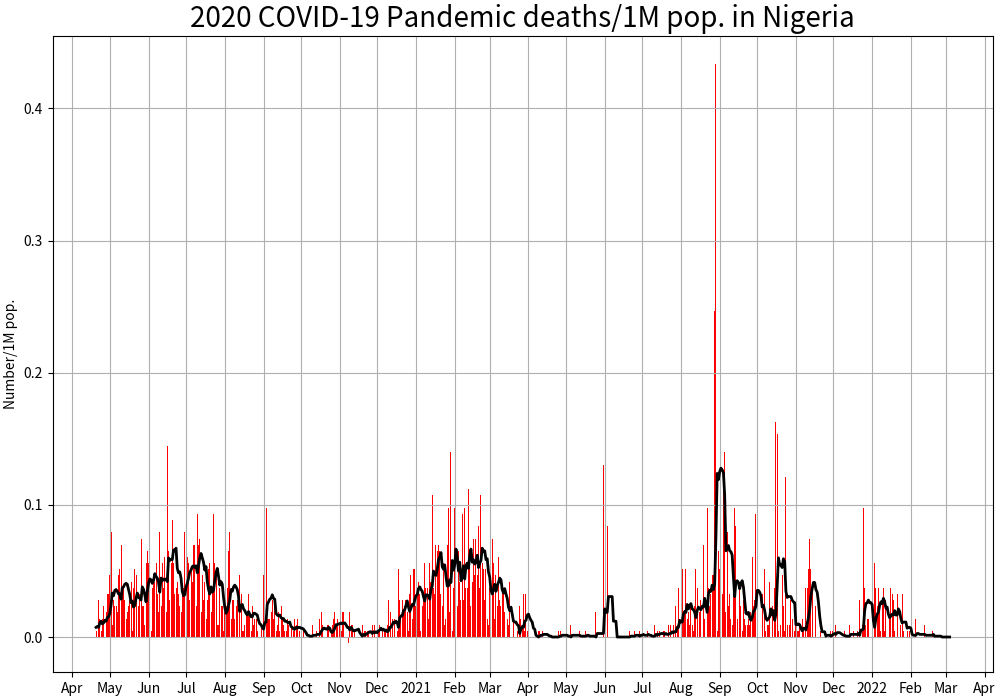 2020 COVID-19 Pandemic deaths/1M pop. in Nigeria
Number/1M pop.
0.4
0.3
0.2
0.1
0.0
Apr May Jun Jul Aug Sep Oct Nov Dec 2021 Feb Mar Apr May Jun Jul Aug Sep Oct Nov Dec 2022 Feb Mar Apr